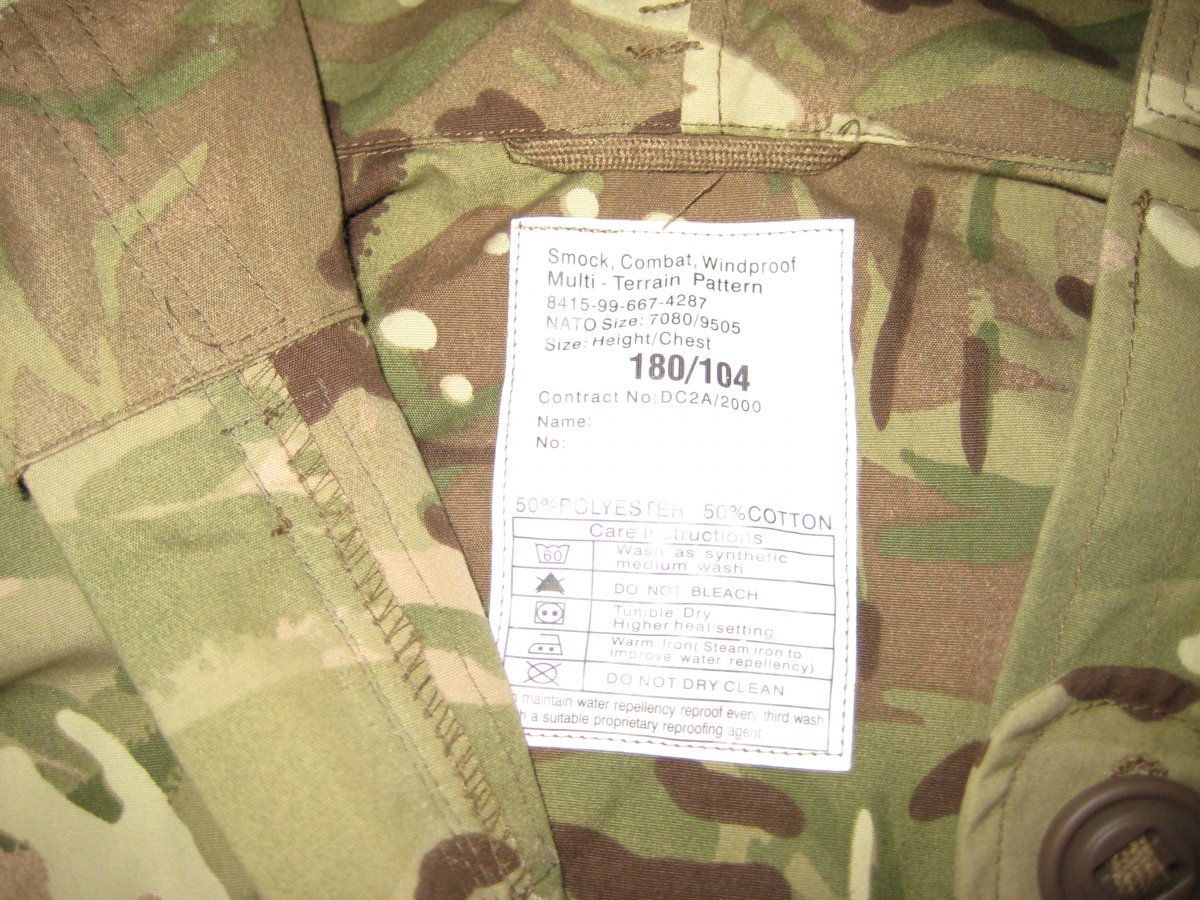 Smock, Combat, Windproof
Multi - Terrain Pattern
8415-99-667-4287
NATO Size: 7080/9505
Size: Height/Chest
180/104
Contract No: DC2A/2000
Name:
No:
50%POLYESTER 50%COTTON
Care instructions
60 Wash as synthetic
medium wash
DO NOT BLEACH
Tumble Dry
Higher heat setting
Warm Iron( Steam iron to
improve water repellency)
DO NOT DRY CLEAN
maintain water repellency reproof every third wash
a suitable proprietary reproofing agent